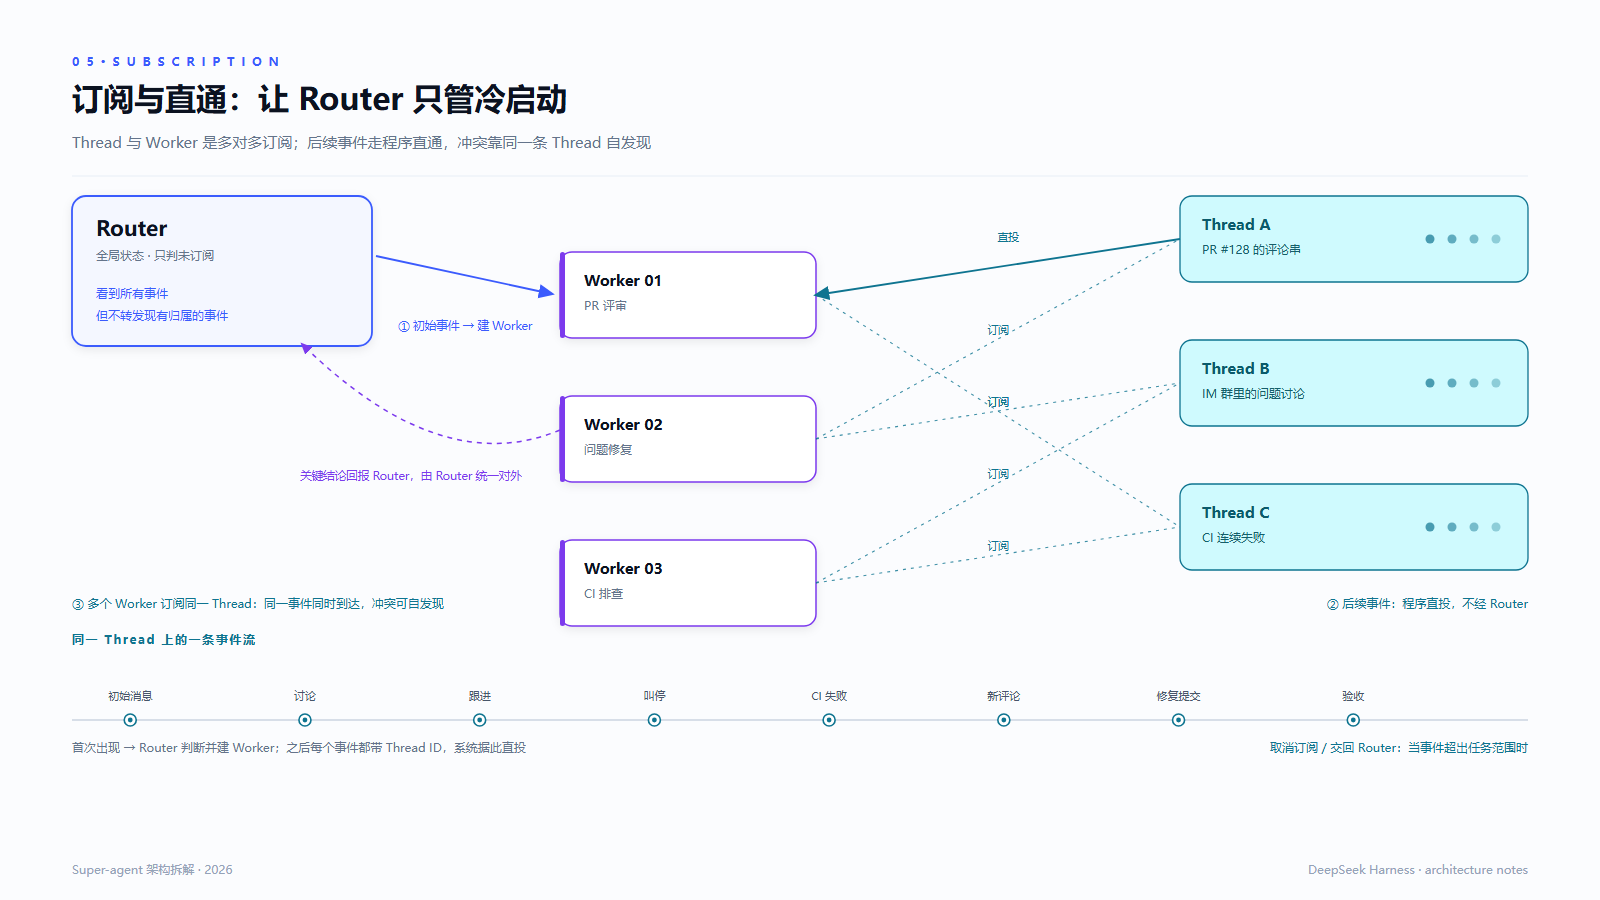 05·SUBSCRIPTION
订阅与直通：让 Router 只管冷启动
Thread 与 Worker 是多对多订阅；后续事件走程序直通，冲突靠同一条 Thread 自发现
Router
全局状态 · 只判未订阅
看到所有事件
但不转发现有归属的事件
① 初始事件 → 建 Worker
关键结论回报 Router，由 Router 统一对外
Worker 01
PR 评审
Worker 02
问题修复
Worker 03
CI 排查
直投
订阅
订阅
订阅
订阅
Thread A
PR #128 的评论串
Thread B
IM 群里的问题讨论
Thread C
CI 连续失败
③ 多个 Worker 订阅同一 Thread：同一事件同时到达，冲突可自发现
② 后续事件：程序直投，不经 Router
同一 Thread 上的一条事件流
初始消息
讨论
跟进
叫停
CI 失败
新评论
修复提交
验收
首次出现 → Router 判断并建 Worker；之后每个事件都带 Thread ID，系统据此直投
取消订阅 / 交回 Router：当事件超出任务范围时
Super-agent 架构拆解 · 2026
DeepSeek Harness · architecture notes